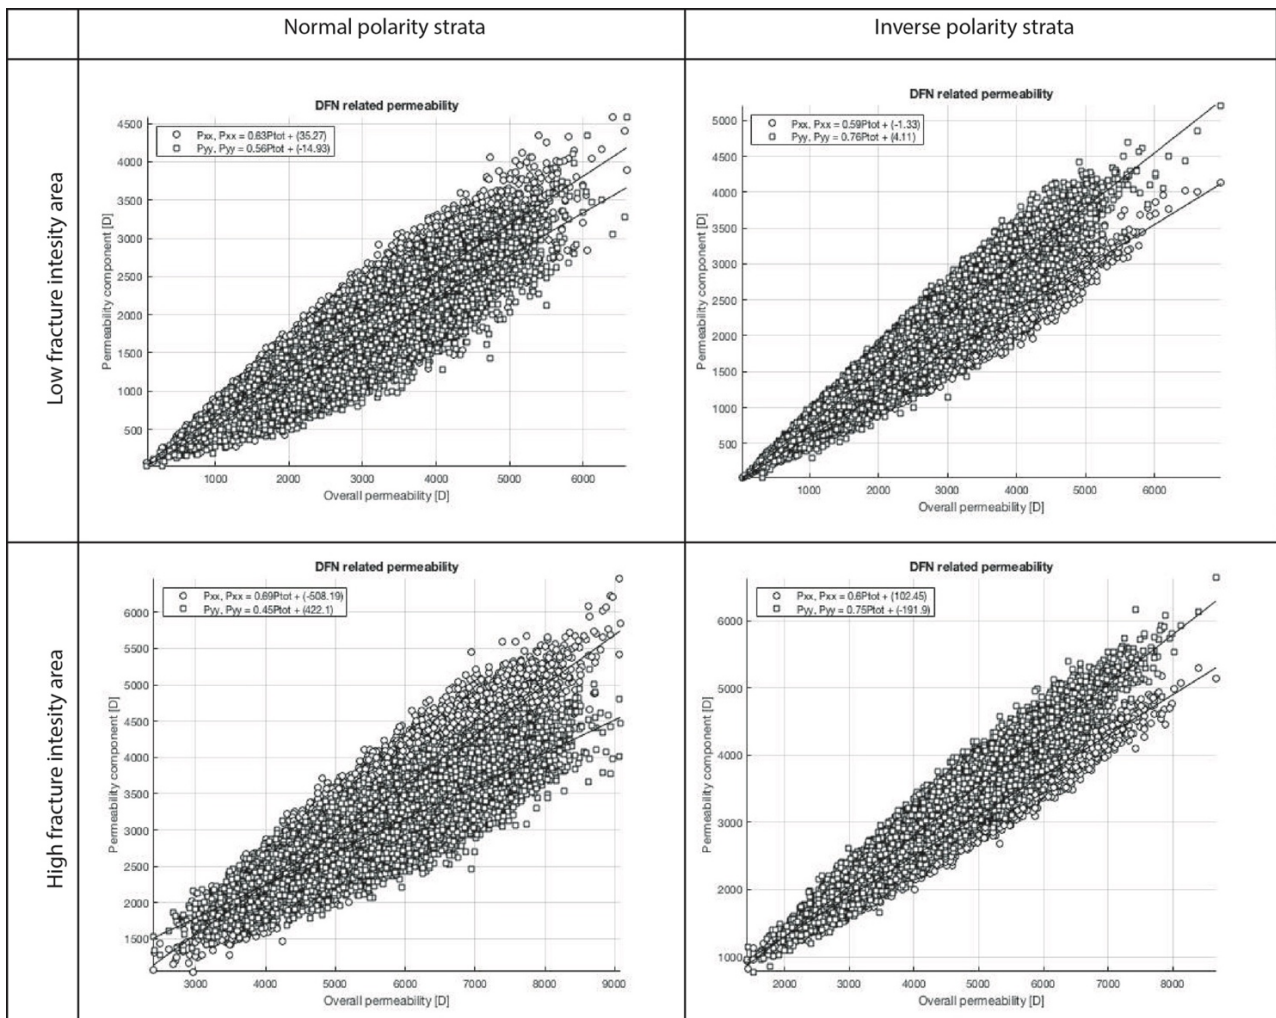 Normal polarity strata
Inverse polarity strata
Low fracture intesity area
DFN related permeability
Pxx, Pxx = 0.63Ptot + (35.27)
Pyy, Pyy = 0.56Ptot + (-14.93)
Permeability component [D]
4500
4000
3500
3000
2500
2000
1500
1000
500
1000 2000 3000 4000 5000 6000
Overall permeability [D]
DFN related permeability
Pxx, Pxx = 0.59Ptot + (-1.33)
Pyy, Pyy = 0.76Ptot + (4.11)
Permeability component [D]
5000
4500
4000
3500
3000
2500
2000
1500
1000
500
1000 2000 3000 4000 5000 6000
Overall permeability [D]
High fracture intesity area
DFN related permeability
Pxx, Pxx = 0.69Ptot + (-508.19)
Pyy, Pyy = 0.45Ptot + (422.1)
Permeability component [D]
6000
5500
5000
4500
4000
3500
3000
2500
2000
1500
3000 4000 5000 6000 7000 8000 9000
Overall permeability [D]
DFN related permeability
Pxx, Pxx = 0.6Ptot + (102.45)
Pyy, Pyy = 0.75Ptot + (-191.9)
Permeability component [D]
6000
5000
4000
3000
2000
1000
2000 3000 4000 5000 6000 7000 8000
Overall permeability [D]